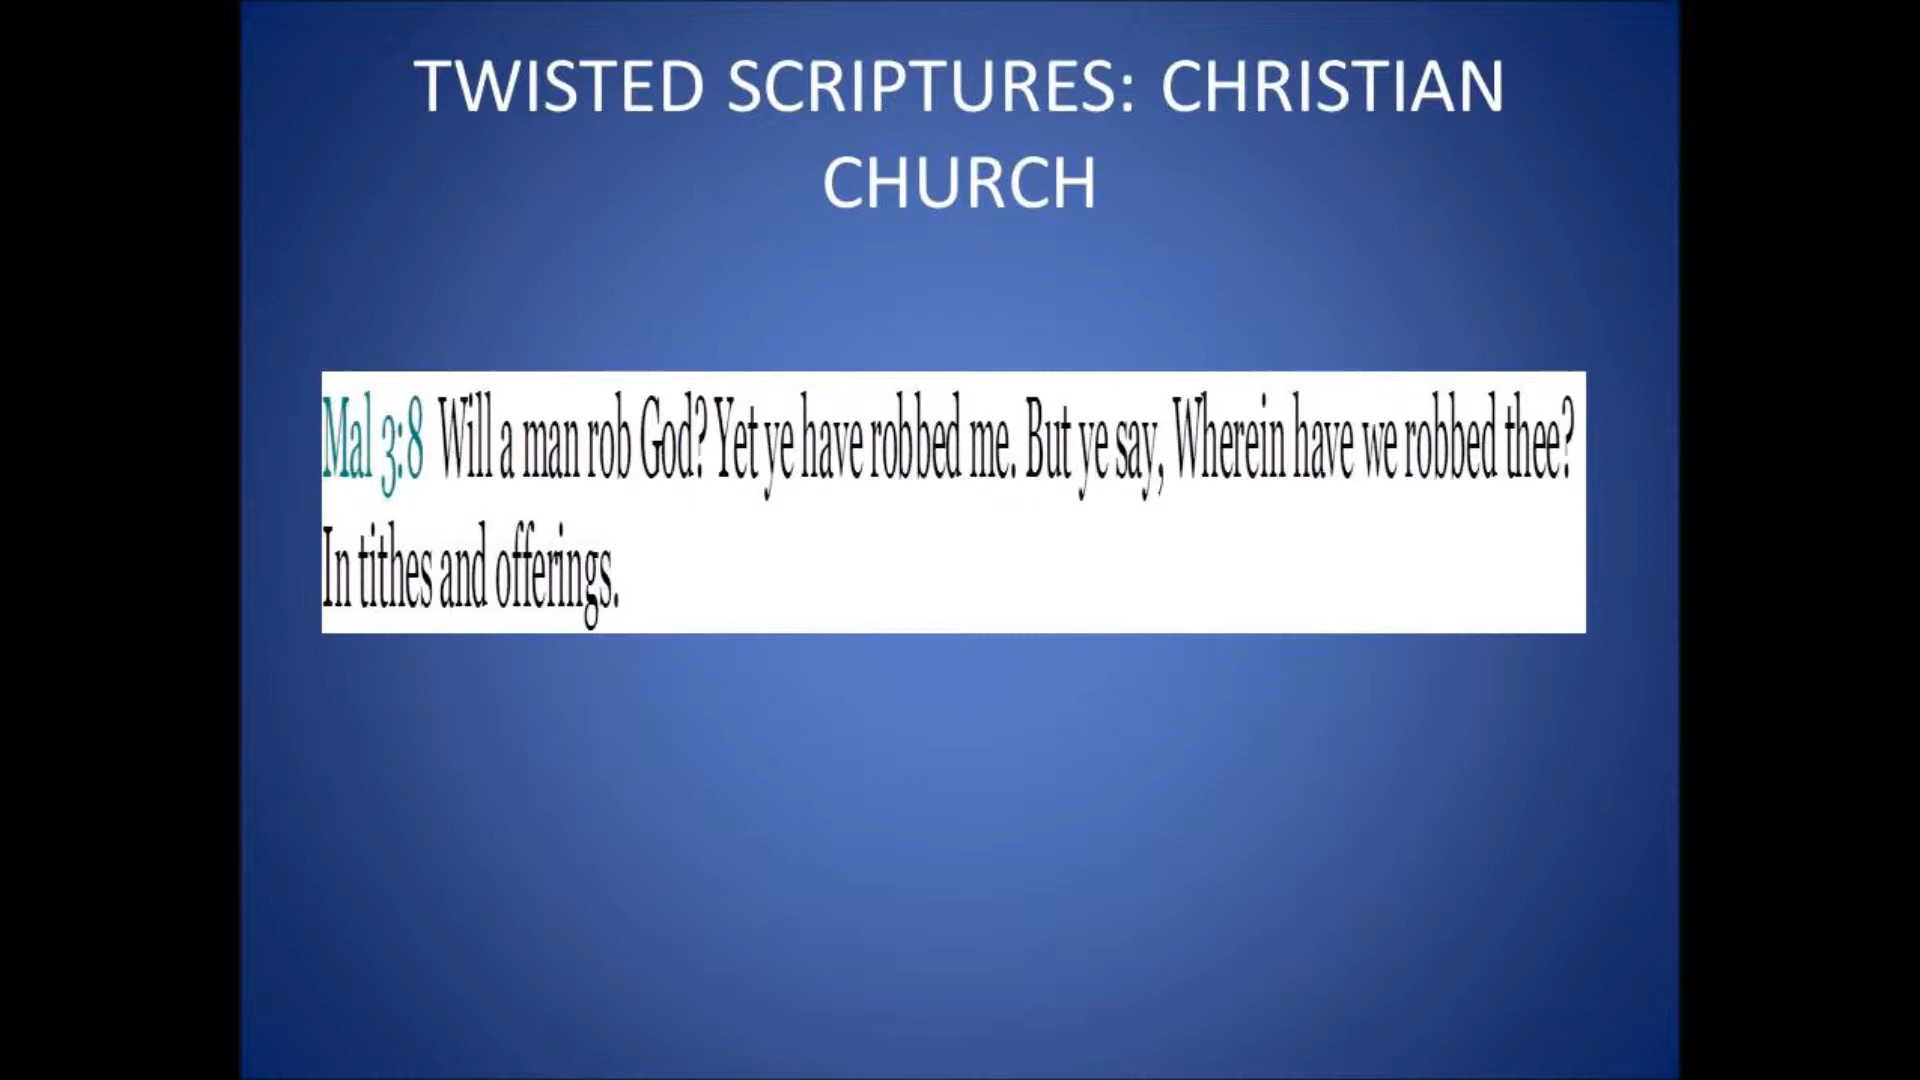 TWISTED SCRIPTURES: CHRISTIAN
CHURCH
Mal 3:8 Will a man rob God? Yet ye have robbed me. But ye say, Wherein have we robbed thee?
In tithes and offerings.